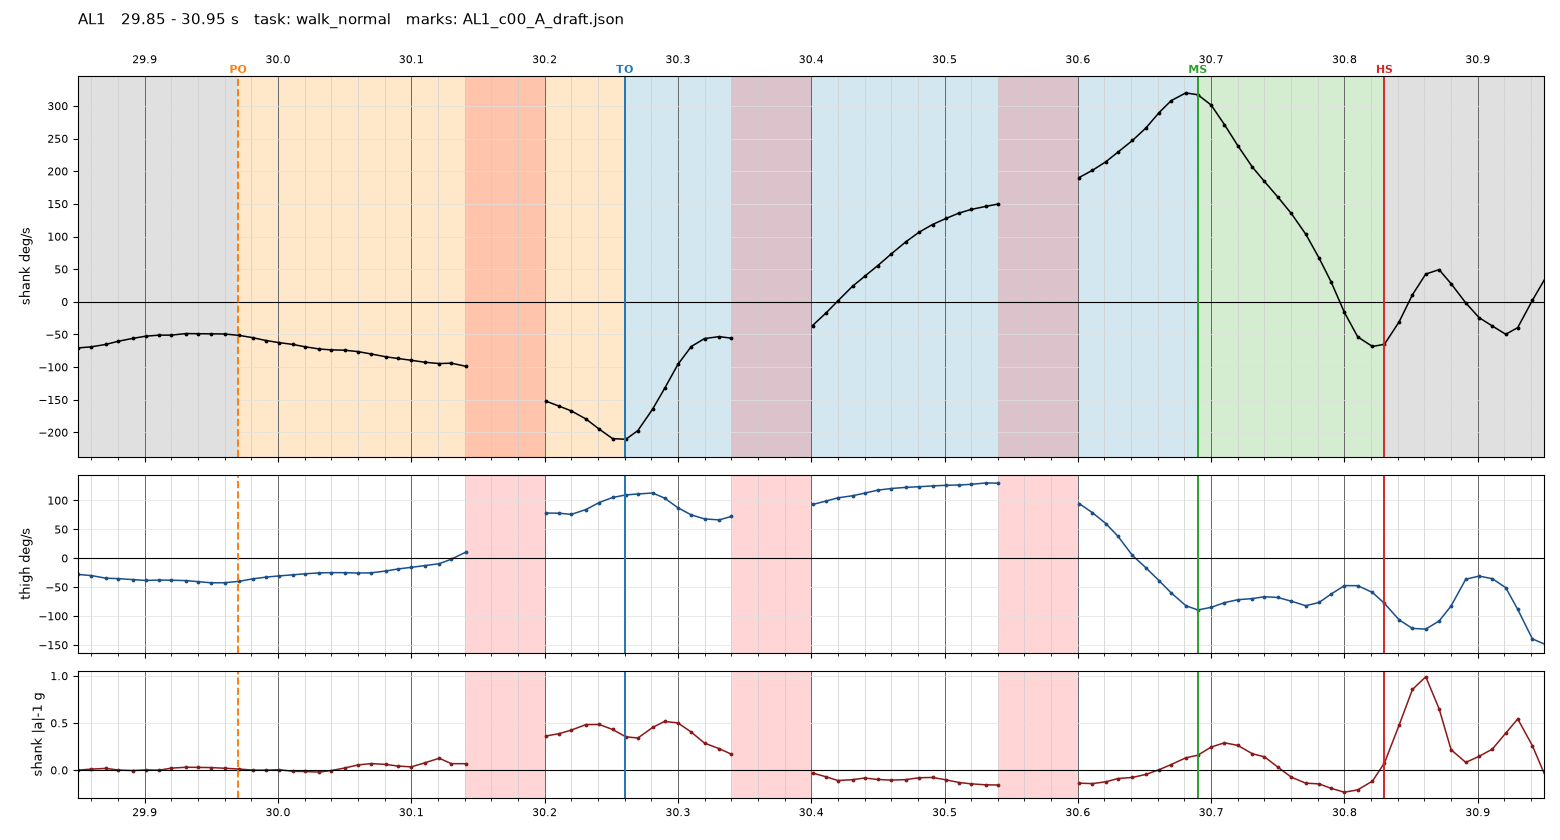 AL1   29.85 - 30.95 s   task: walk_normal   marks: AL1_c00_A_draft.json
29.9 30.0 30.1 30.2 30.3 30.4 30.5 30.6 30.7 30.8 30.9
PO TO MS HS
shank deg/s
300
250
200
150
100
50
0
−50
−100
−150
−200
thigh deg/s
100
50
0
−50
−100
−150
shank |a|-1 g
1.0
0.5
0.0
29.9 30.0 30.1 30.2 30.3 30.4 30.5 30.6 30.7 30.8 30.9